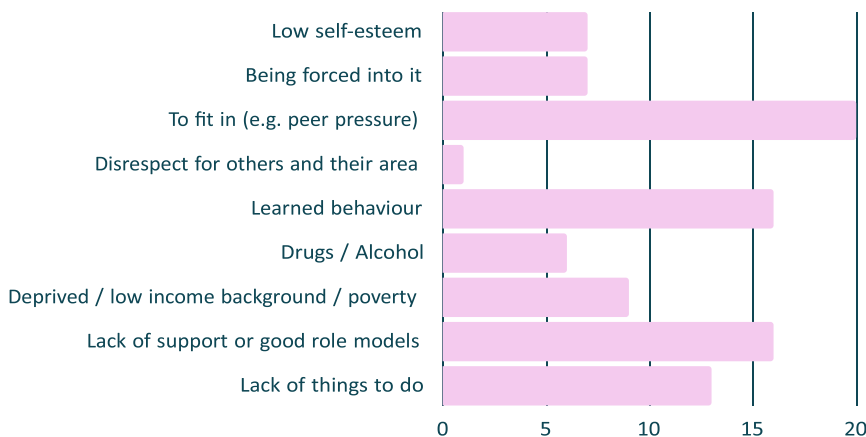 Low self-esteem
Being forced into it
To fit in (e.g. peer pressure)
Disrespect for others and their area
Learned behaviour
Drugs / Alcohol
Deprived / low income background / poverty
Lack of support or good role models
Lack of things to do
0 5 10 15 20